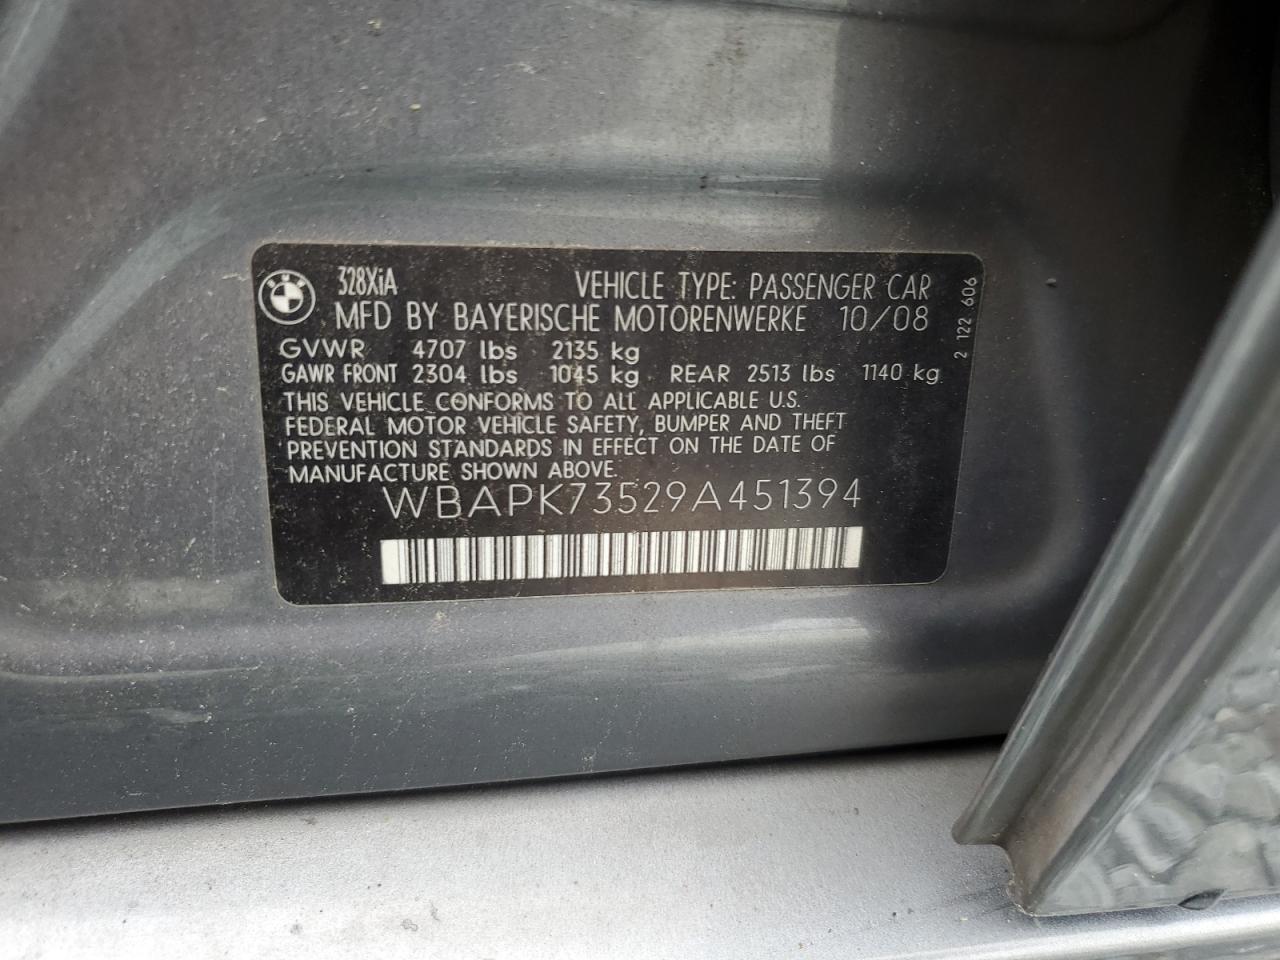 328XiA VEHICLE TYPE: PASSENGER CAR
MFD BY BAYERISCHE MOTORENWERKE 10/08
GVWR 4707 lbs 2135 kg
GAWR FRONT 2304 lbs 1045 kg REAR 2513 lbs 1140 kg
THIS VEHICLE CONFORMS TO ALL APPLICABLE U.S.
FEDERAL MOTOR VEHICLE SAFETY, BUMPER AND THEFT
PREVENTION STANDARDS IN EFFECT ON THE DATE OF
MANUFACTURE SHOWN ABOVE.
WBAPK73529A451394
2 122 606
BMW